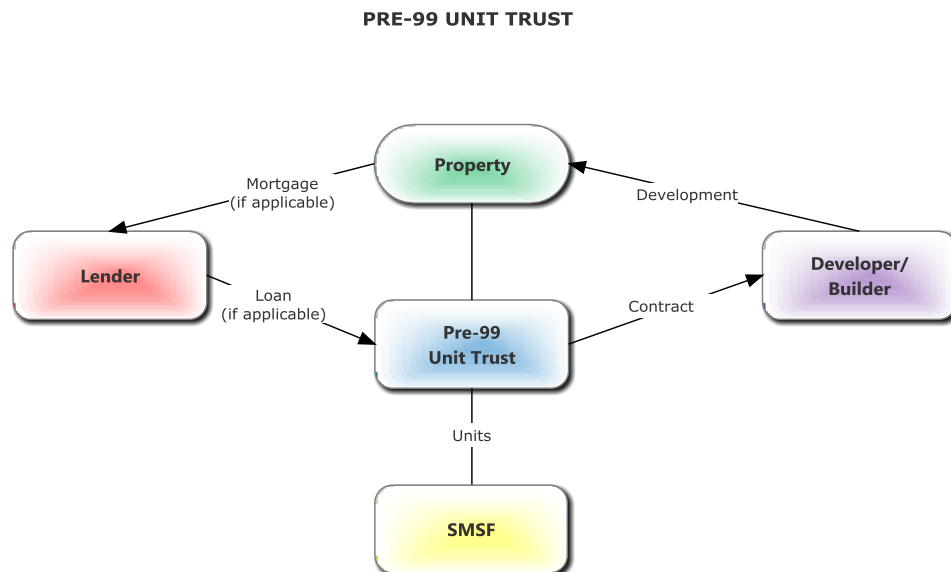 PRE-99 UNIT TRUST
Property
Mortgage
(if applicable)
Development
Lender
Developer/
Builder
Loan
(if applicable)
Contract
Pre-99
Unit Trust
Units
SMSF